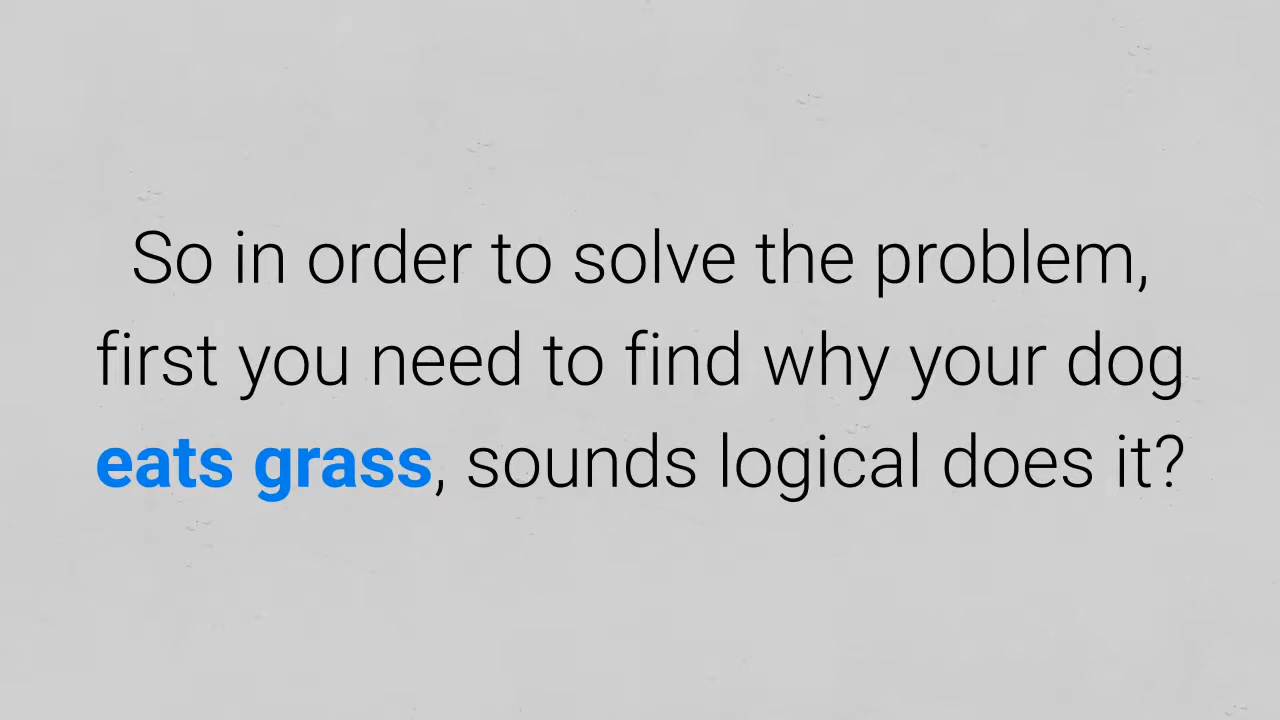 So in order to solve the problem,
first you need to find why your dog
eats grass, sounds logical does it?